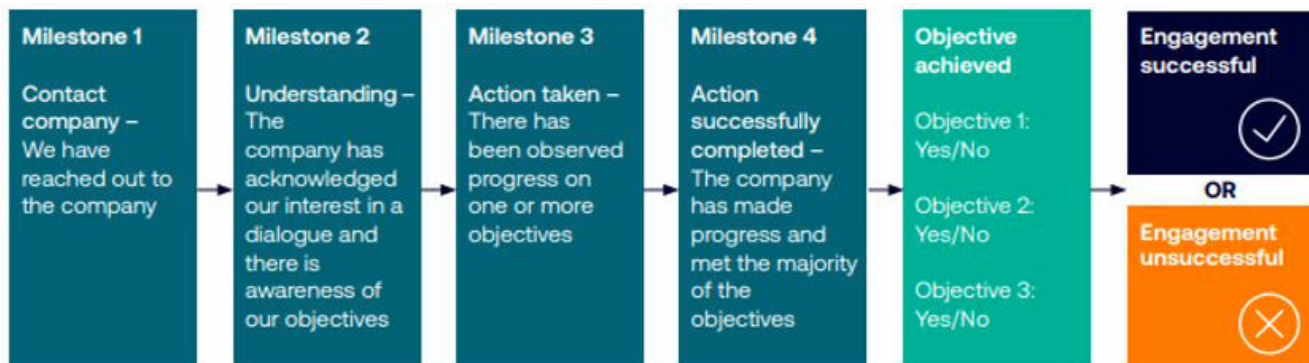 Milestone 1
Contact
company –
We have
reached out to
the company
Milestone 2
Understanding –
The
company has
acknowledged
our interest in a
dialogue and
there is
awareness of
our objectives
Milestone 3
Action taken –
There has
been observed
progress on
one or more
objectives
Milestone 4
Action
successfully
completed –
The company
has made
progress and
met the majority
of the
objectives
Objective
achieved
Objective 1:
Yes/No
Objective 2:
Yes/No
Objective 3:
Yes/No
Engagement
successful
OR
Engagement
unsuccessful